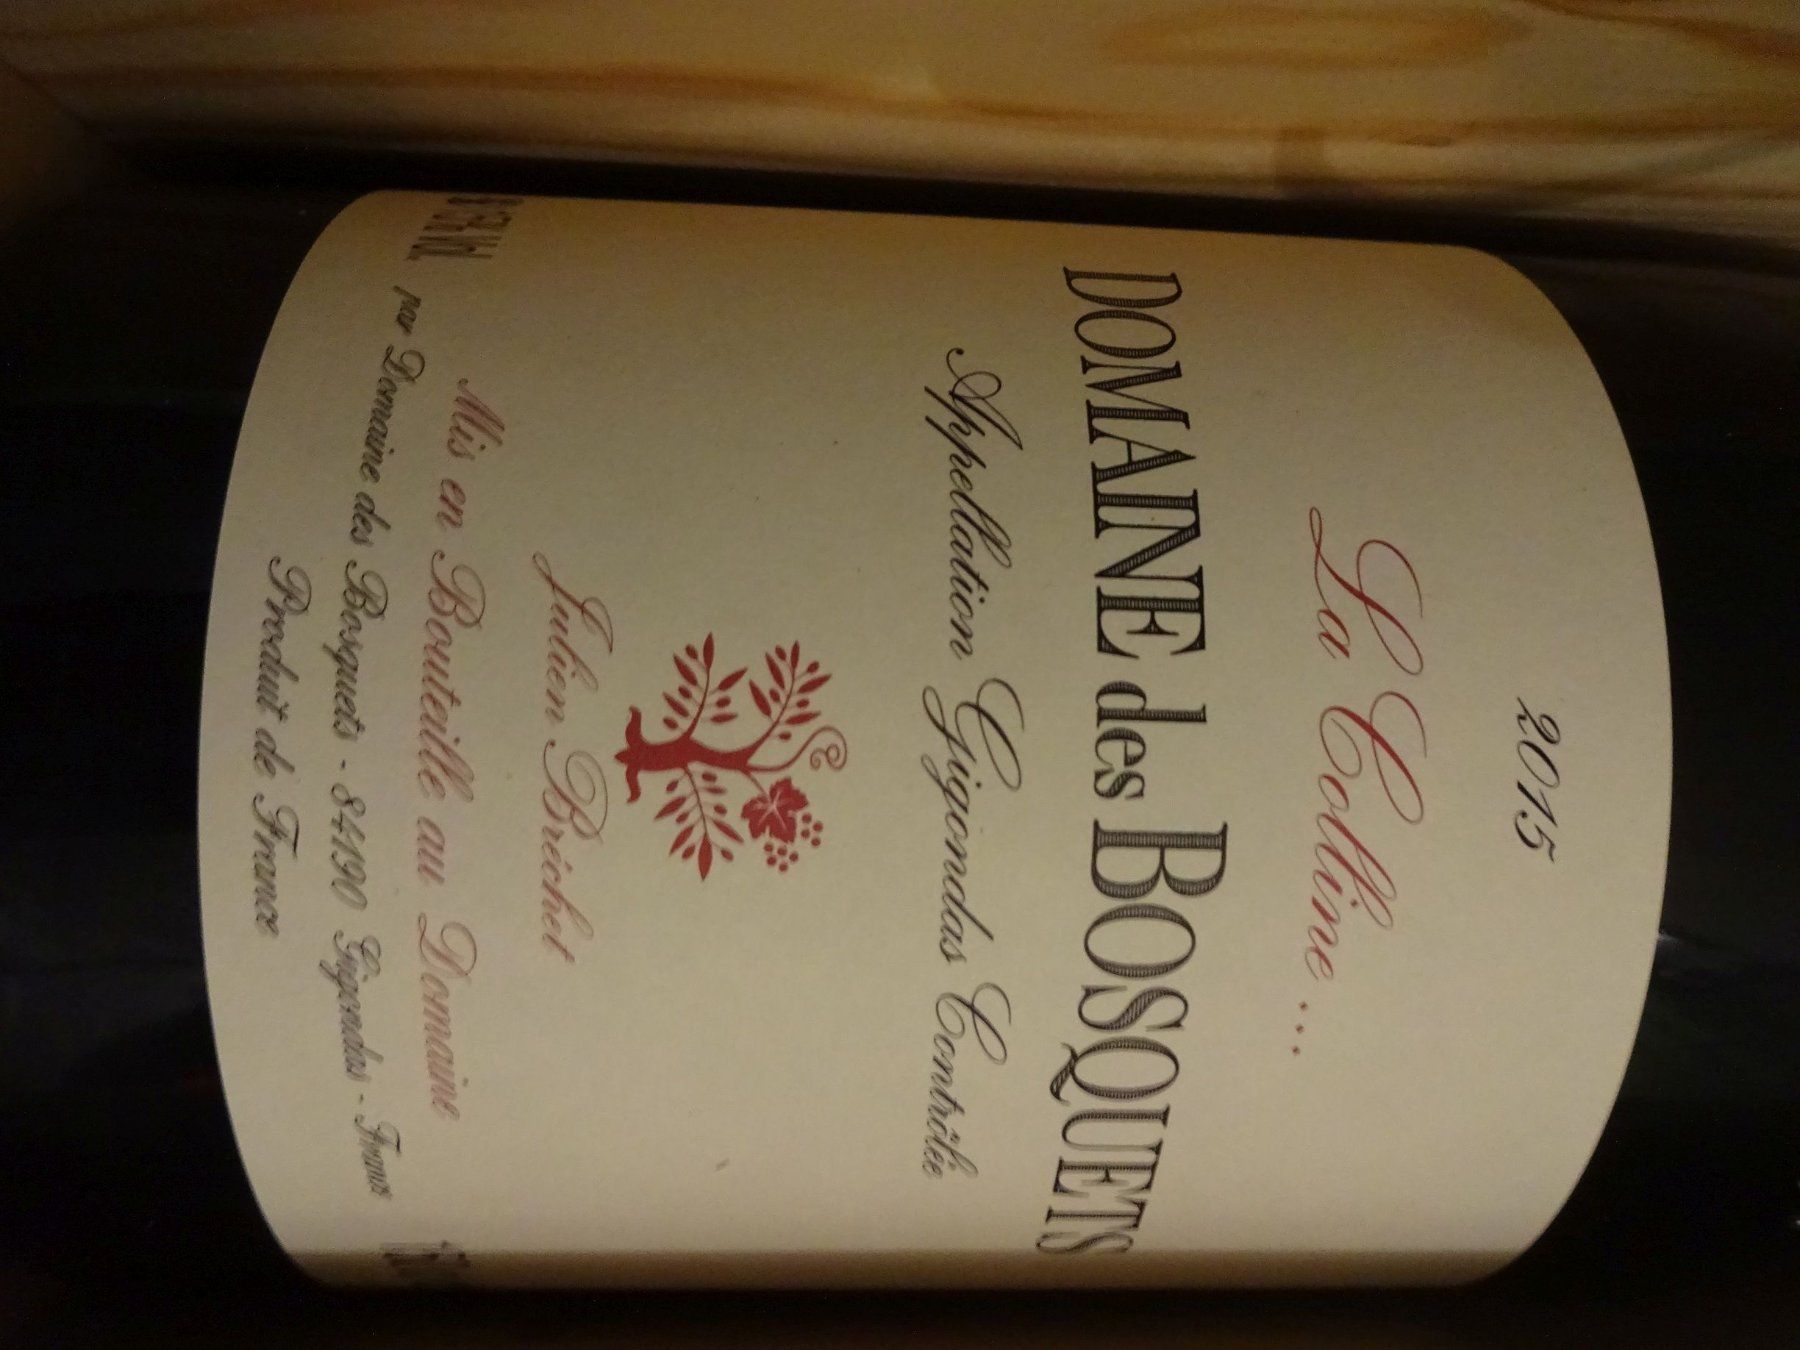 2015
La Colline...
DOMAINE des BOSQUETS
Appellation Gigondas Contrôlée
Julien Bréchet
Mis en Bouteille au Domaine
par Domaine des Bosquets - 84190 Gigondas - France
Produit de France